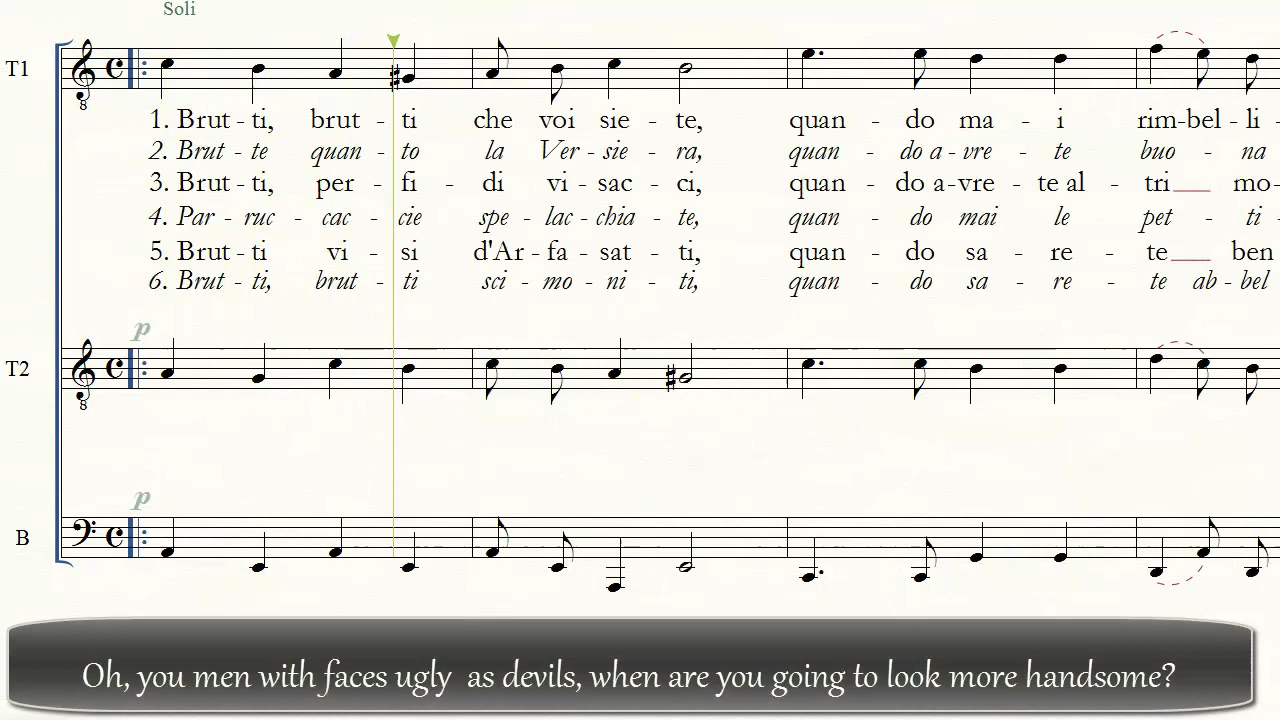 Soli
T1
8
1. Brut - ti, brut - ti che voi sie - te, quan - do ma - i rim-bel - li -
2. Brut - te quan - to la Ver - sie - ra, quan - do a - vre - te buo - na
3. Brut - ti, per - fi - di vi - sac - ci, quan - do a-vre - te al - tri___ mo-
4. Par - ruc - cac - cie spe - lac - chia - te, quan - do mai le pet - ti -
5. Brut - ti vi - si d'Ar - fa - sat - ti, quan - do sa - re - te___ ben
6. Brut - ti, brut - ti sci - mo - ni - ti, quan - do sa - re - te ab - bel
p
T2
8
p
B
Oh, you men with faces ugly as devils, when are you going to look more handsome?